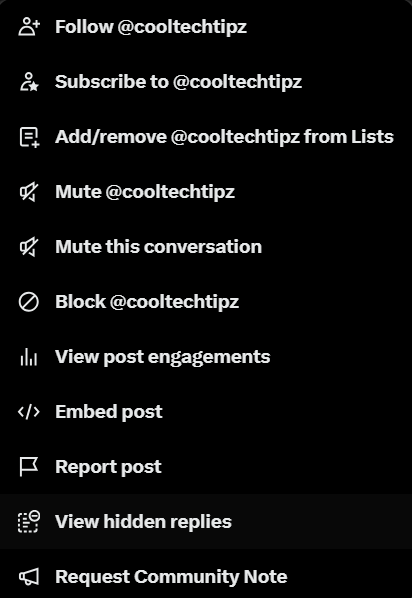 Follow @cooltechtipz
Subscribe to @cooltechtipz
Add/remove @cooltechtipz from Lists
Mute @cooltechtipz
Mute this conversation
Block @cooltechtipz
View post engagements
Embed post
Report post
View hidden replies
Request Community Note